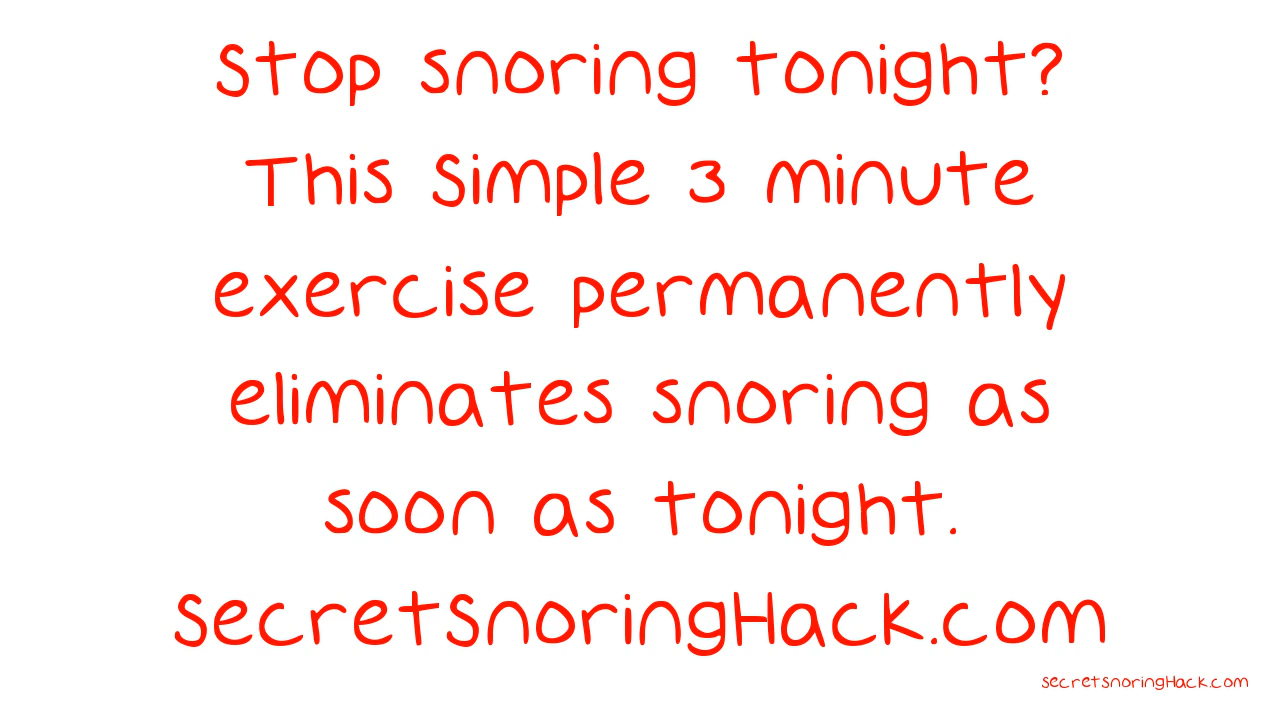 Stop snoring tonight?
This Simple 3 minute
exercise permanently
eliminates snoring as
soon as tonight.
SecretSnoringHack.com
secretsnoringHack.com